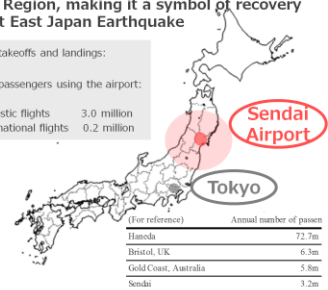 Region, making it a symbol of recovery
t East Japan Earthquake
takeoffs and landings:
passengers using the airport:
stic flights 3.0 million
national flights 0.2 million
Sendai
Airport
Tokyo
(For reference) Annual number of passen
Haneda 72.7m
Bristol, UK 6.3m
Gold Coast, Australia 5.8m
Sendai 3.2m